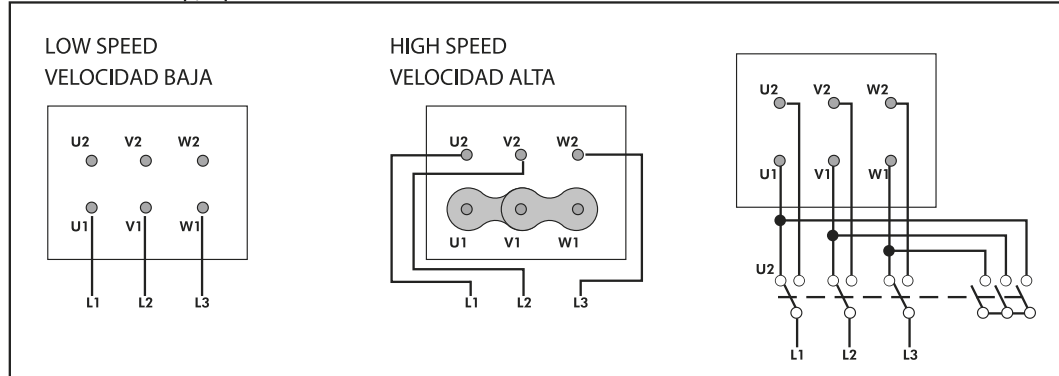 LOW SPEED
VELOCIDAD BAJA
U2 V2 W2
U1 V1 W1
L1 L2 L3
HIGH SPEED
VELOCIDAD ALTA
U2 V2 W2
U1 V1 W1
L1 L2 L3
U2 V2 W2
U1 V1 W1
U2
L1 L2 L3